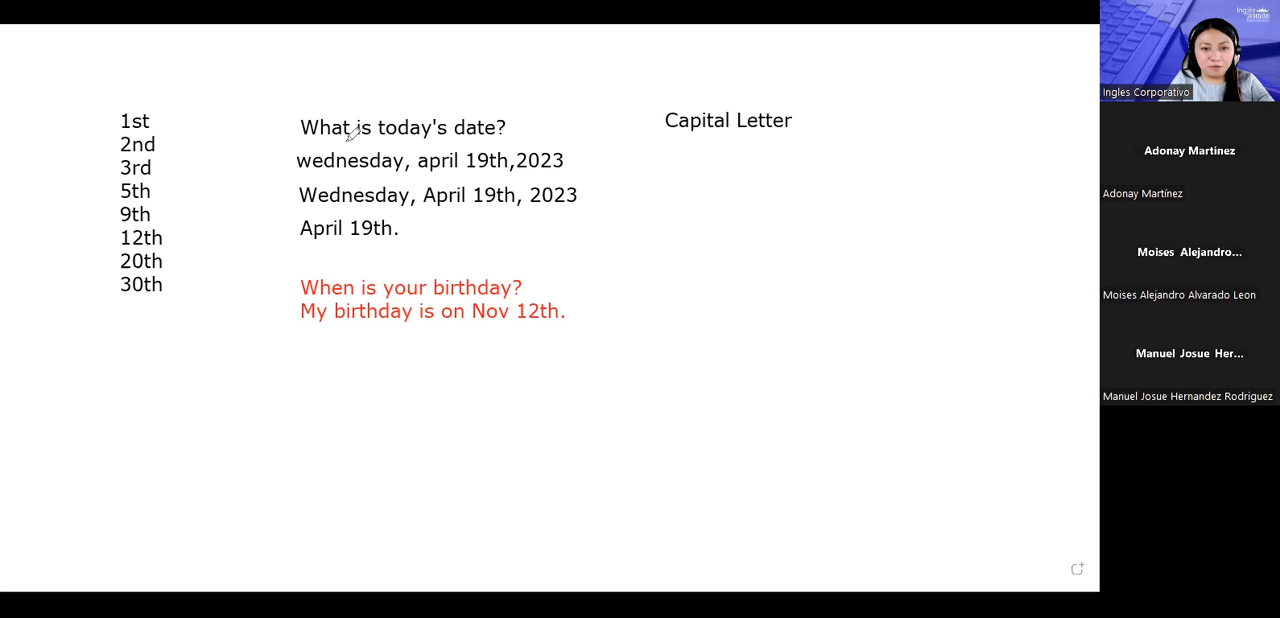 1st
2nd
3rd
5th
9th
12th
20th
30th
What is today's date?
wednesday, april 19th,2023
Wednesday, April 19th, 2023
April 19th.
When is your birthday?
My birthday is on Nov 12th.
Capital Letter
Ingles
Ingles Corporativo
Adonay Martinez
Adonay Martínez
Moises Alejandro...
Moises Alejandro Alvarado Leon
Manuel Josue Her...
Manuel Josue Hernandez Rodriguez